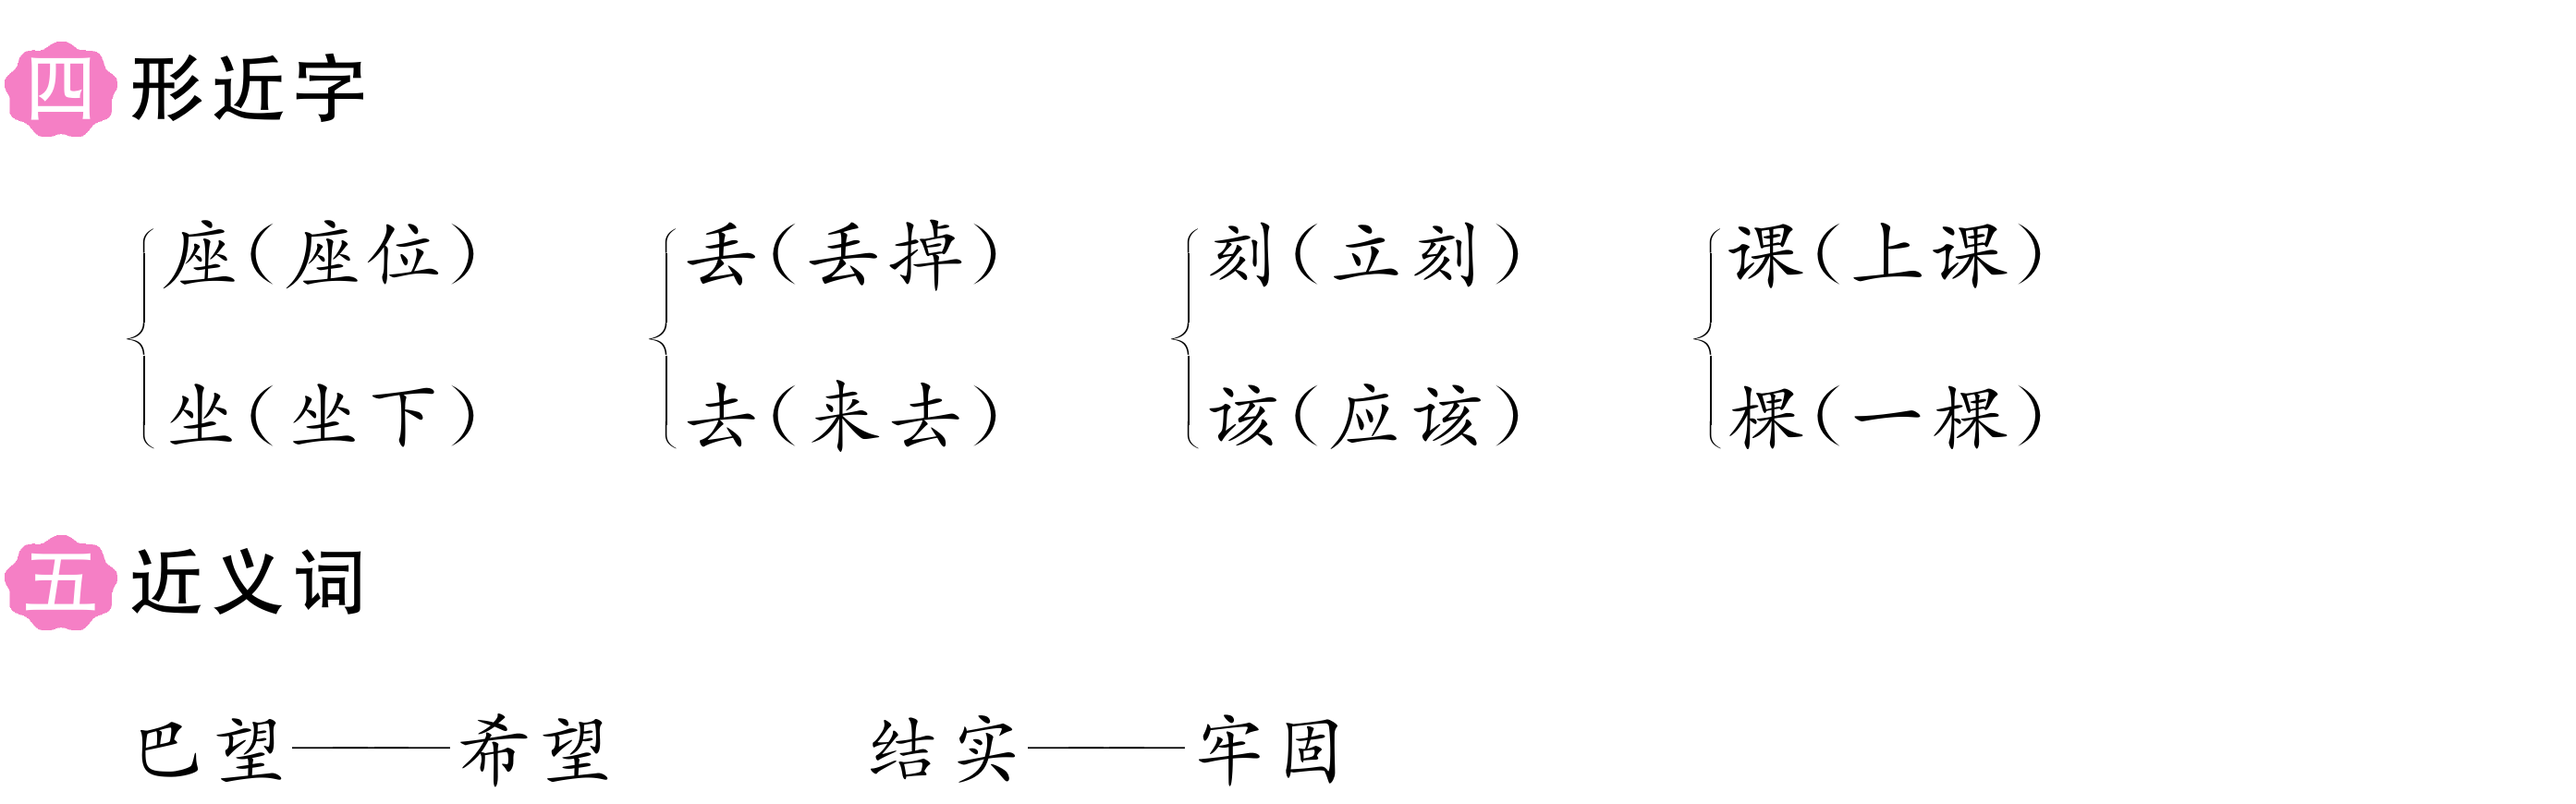 四 形近字
座(座位) 丢(丢掉) 刻(立刻) 课(上课)
坐(坐下) 去(来去) 该(应该) 棵(一棵)
五 近义词
巴望——希望 结实——牢固